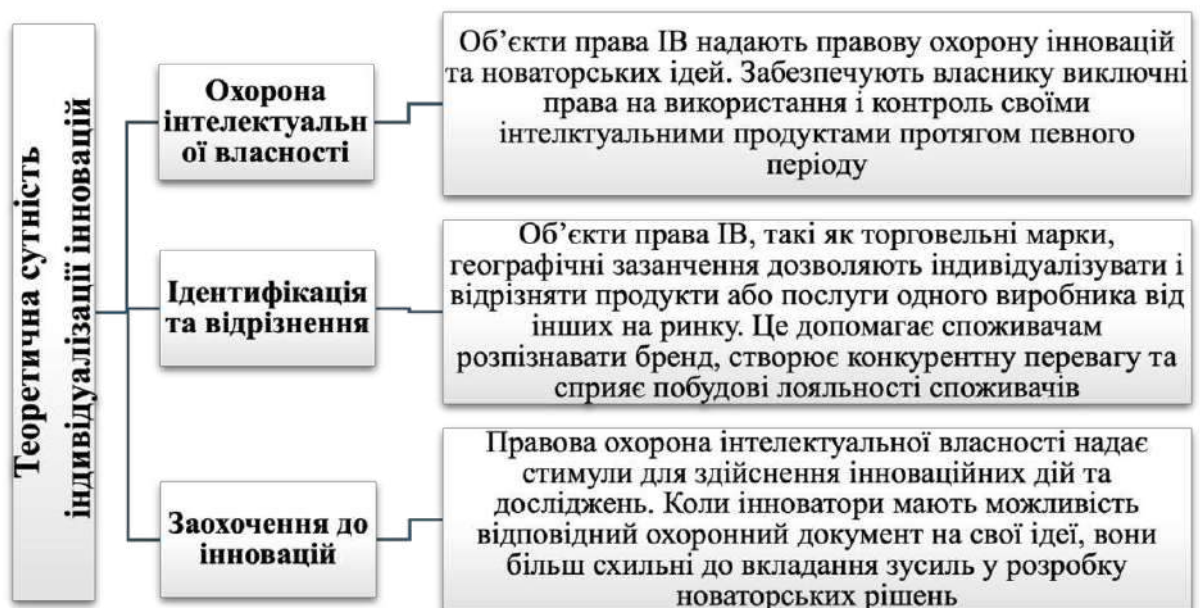 Теоретична сутність
індивідуалізації інновацій
Охорона
інтелектуальн
ої власності
Об’єкти права ІВ надають правову охорону інновацій
та новаторських ідей. Забезпечують власнику виключні
права на використання і контроль своїми
інтелктуальними продуктами протягом певного
періоду
Ідентифікація
та відрізнення
Об’єкти права ІВ, такі як торговельні марки,
географічні зазанчення дозволяють індивідуалізувати і
відрізняти продукти або послуги одного виробника від
інших на ринку. Це допомагає споживачам
розпізнавати бренд, створює конкурентну перевагу та
сприяє побудові лояльності споживачів
Заохочення до
інновацій
Правова охорона інтелектуальної власності надає
стимули для здійснення інноваційних дій та
досліджень. Коли інноватори мають можливість
відповідний охоронний документ на свої ідеї, вони
більш схильні до вкладання зусиль у розробку
новаторських рішень